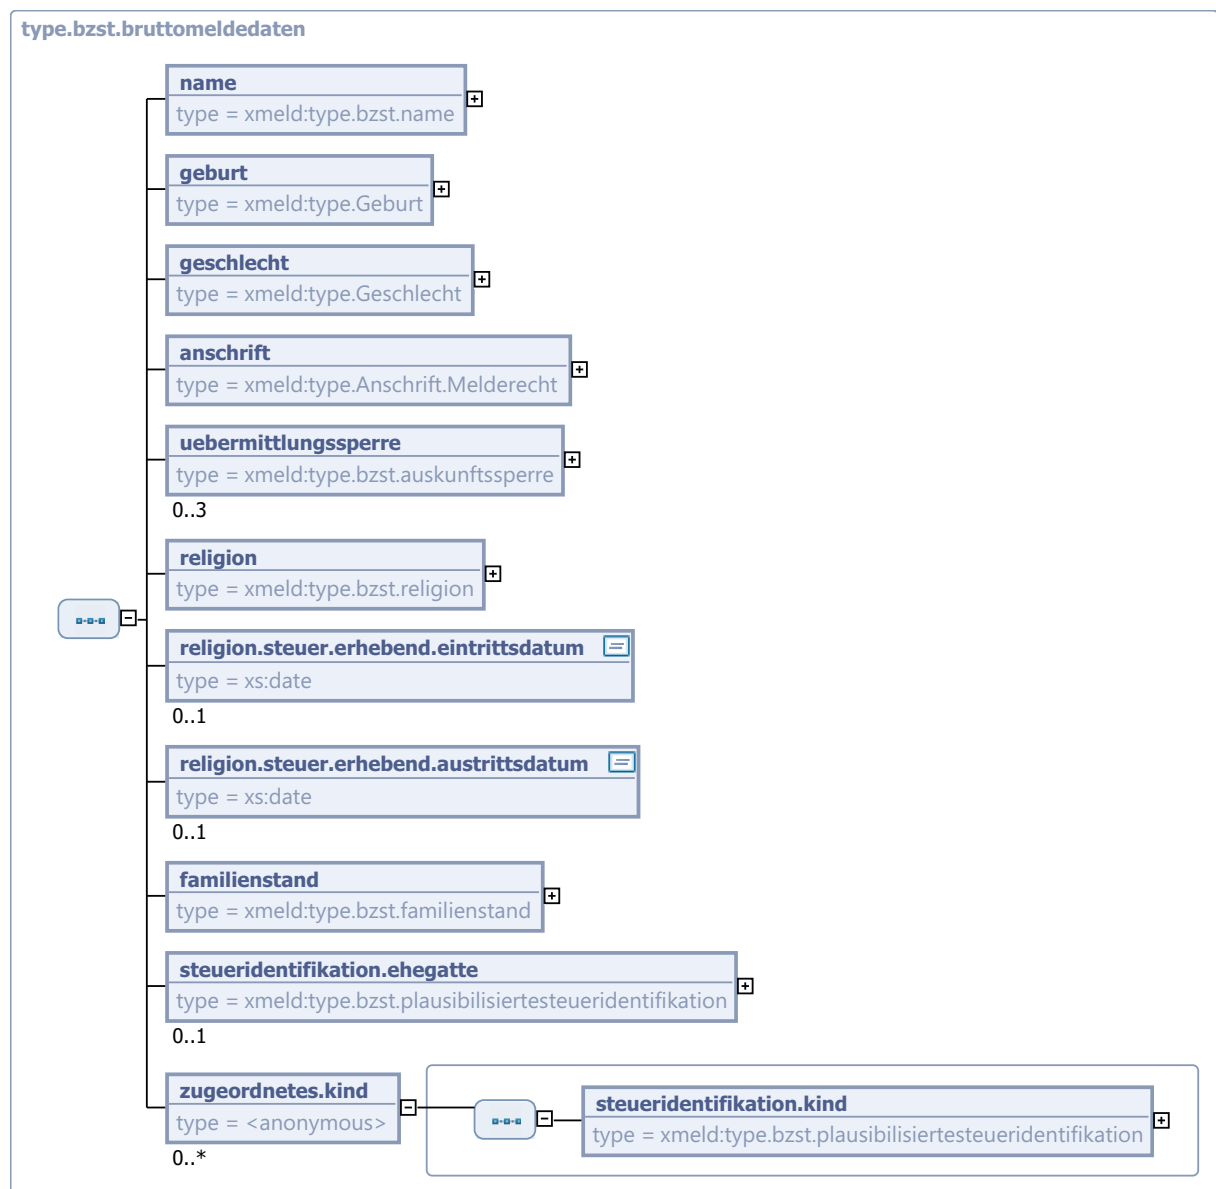 type.bzst.bruttomeldedaten
name
type = xmeld:type.bzst.name
geburt
type = xmeld:type.Geburt
geschlecht
type = xmeld:type.Geschlecht
anschrift
type = xmeld:type.Anschrift.Melderecht
uebermittlungssperre
type = xmeld:type.bzst.auskunftssperre
0..3
religion
type = xmeld:type.bzst.religion
religion.steuer.erhebend.eintrittsdatum
type = xs:date
0..1
religion.steuer.erhebend.austrittsdatum
type = xs:date
0..1
familienstand
type = xmeld:type.bzst.familienstand
steueridentifikation.ehegatte
type = xmeld:type.bzst.plausibilisiertesteueridentifikation
0..1
zugeordnetes.kind
type = <anonymous>
0..*
steueridentifikation.kind
type = xmeld:type.bzst.plausibilisiertesteueridentifikation